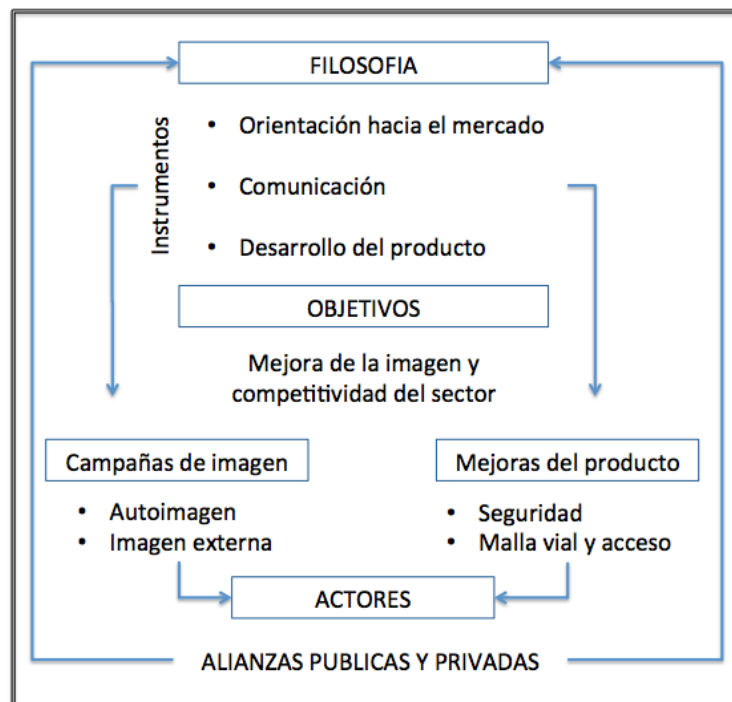 FILOSOFIA
Instrumentos
• Orientación hacia el mercado
• Comunicación
• Desarrollo del producto
OBJETIVOS
Mejora de la imagen y
competitividad del sector
Campañas de imagen
• Autoimagen
• Imagen externa
Mejoras del producto
• Seguridad
• Malla vial y acceso
ACTORES
ALIANZAS PUBLICAS Y PRIVADAS